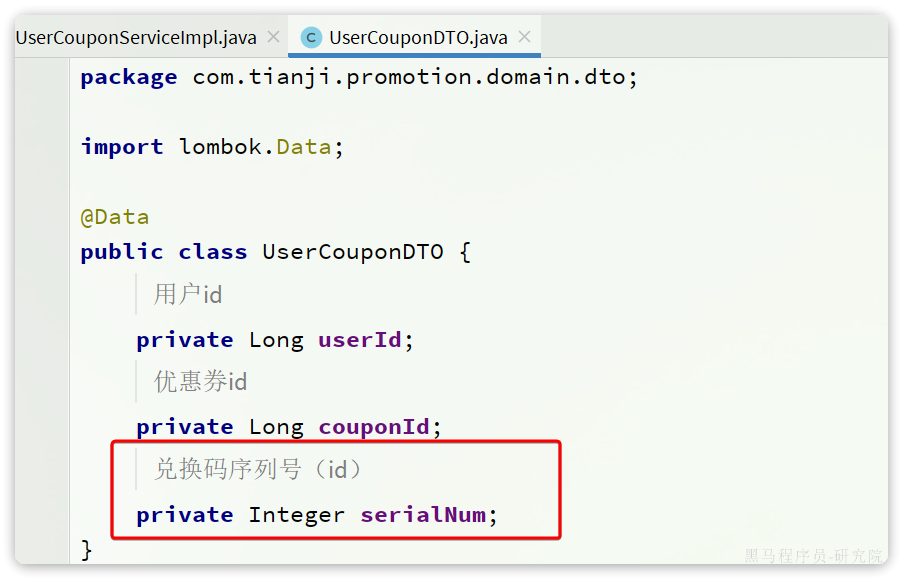 UserCouponServiceImpl.java × C UserCouponDTO.java ×
package com.tianji.promotion.domain.dto;
import lombok.Data;
@Data
public class UserCouponDTO {
用户id
private Long userId;
优惠券id
private Long couponId;
兑换码序列号（id）
private Integer serialNum;
}
黑马程序员-研究院